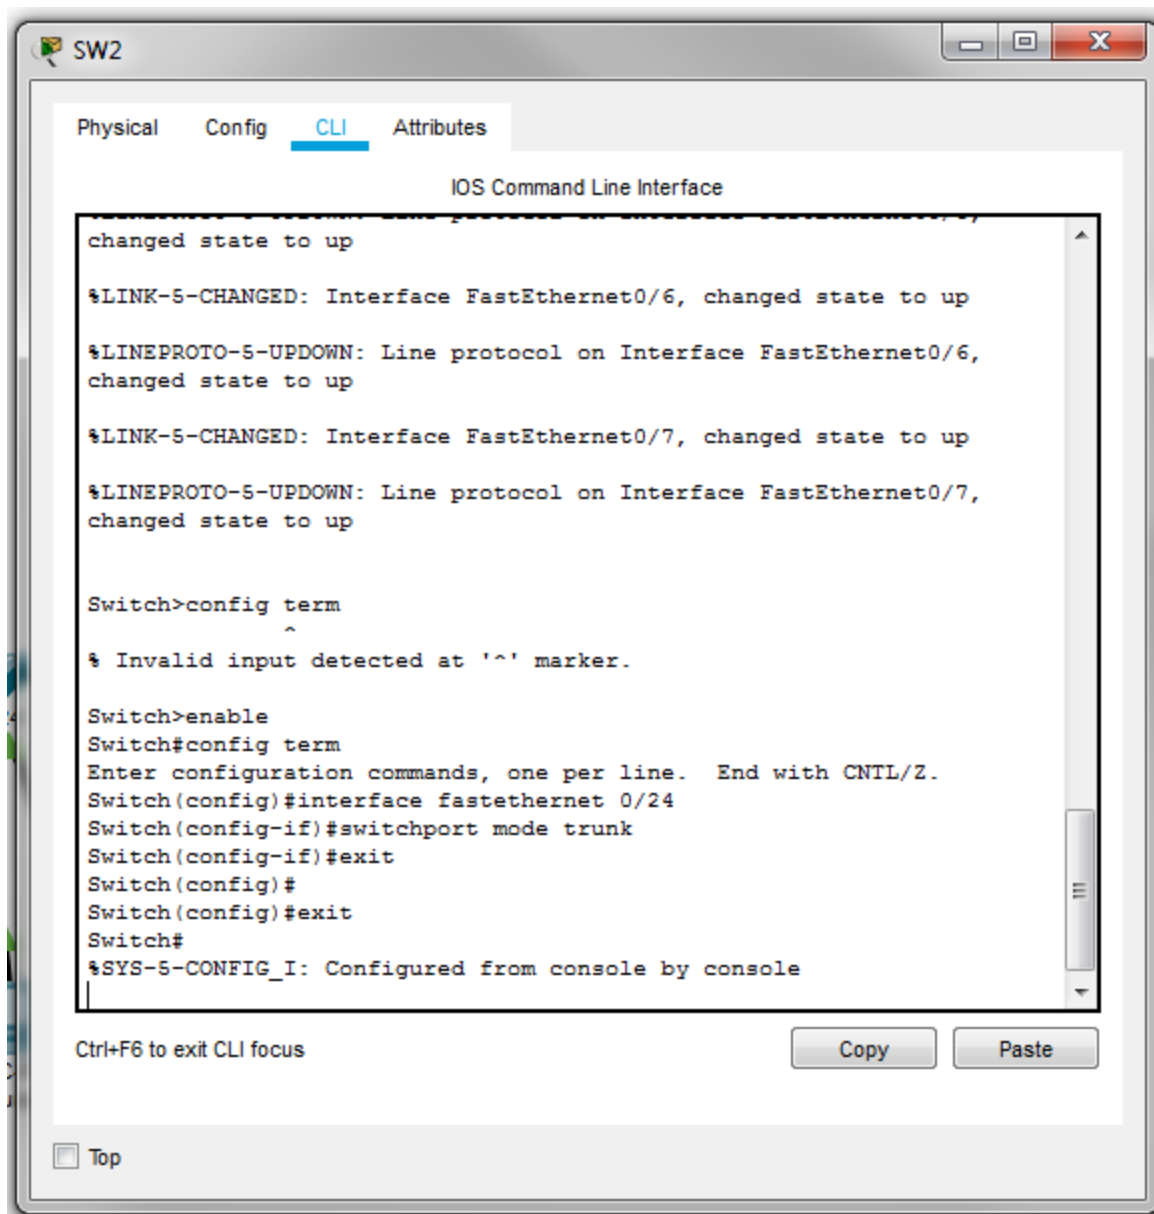 SW2
Physical Config CLI Attributes
IOS Command Line Interface
changed state to up
%LINK-5-CHANGED: Interface FastEthernet0/6, changed state to up
%LINEPROTO-5-UPDOWN: Line protocol on Interface FastEthernet0/6,
changed state to up
%LINK-5-CHANGED: Interface FastEthernet0/7, changed state to up
%LINEPROTO-5-UPDOWN: Line protocol on Interface FastEthernet0/7,
changed state to up
Switch>config term
^
% Invalid input detected at '^' marker.
Switch>enable
Switch#config term
Enter configuration commands, one per line.  End with CNTL/Z.
Switch(config)#interface fastethernet 0/24
Switch(config-if)#switchport mode trunk
Switch(config-if)#exit
Switch(config)#
Switch(config)#exit
Switch#
%SYS-5-CONFIG_I: Configured from console by console
Ctrl+F6 to exit CLI focus
Copy Paste
Top